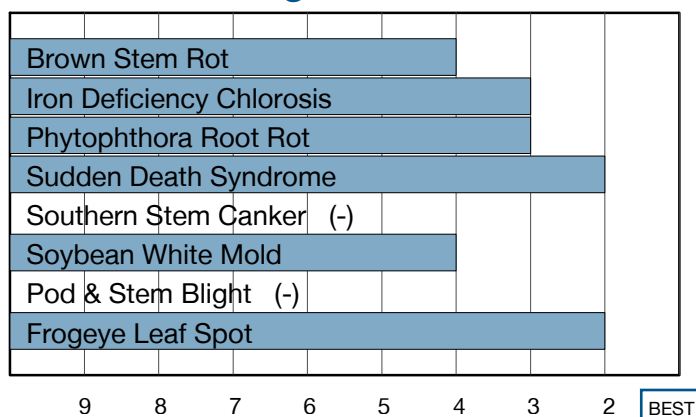 Brown Stem Rot
Iron Deficiency Chlorosis
Phytophthora Root Rot
Sudden Death Syndrome
Southern Stem Canker (-)
Soybean White Mold
Pod & Stem Blight (-)
Frogeye Leaf Spot
9 8 7 6 5 4 3 2 BEST